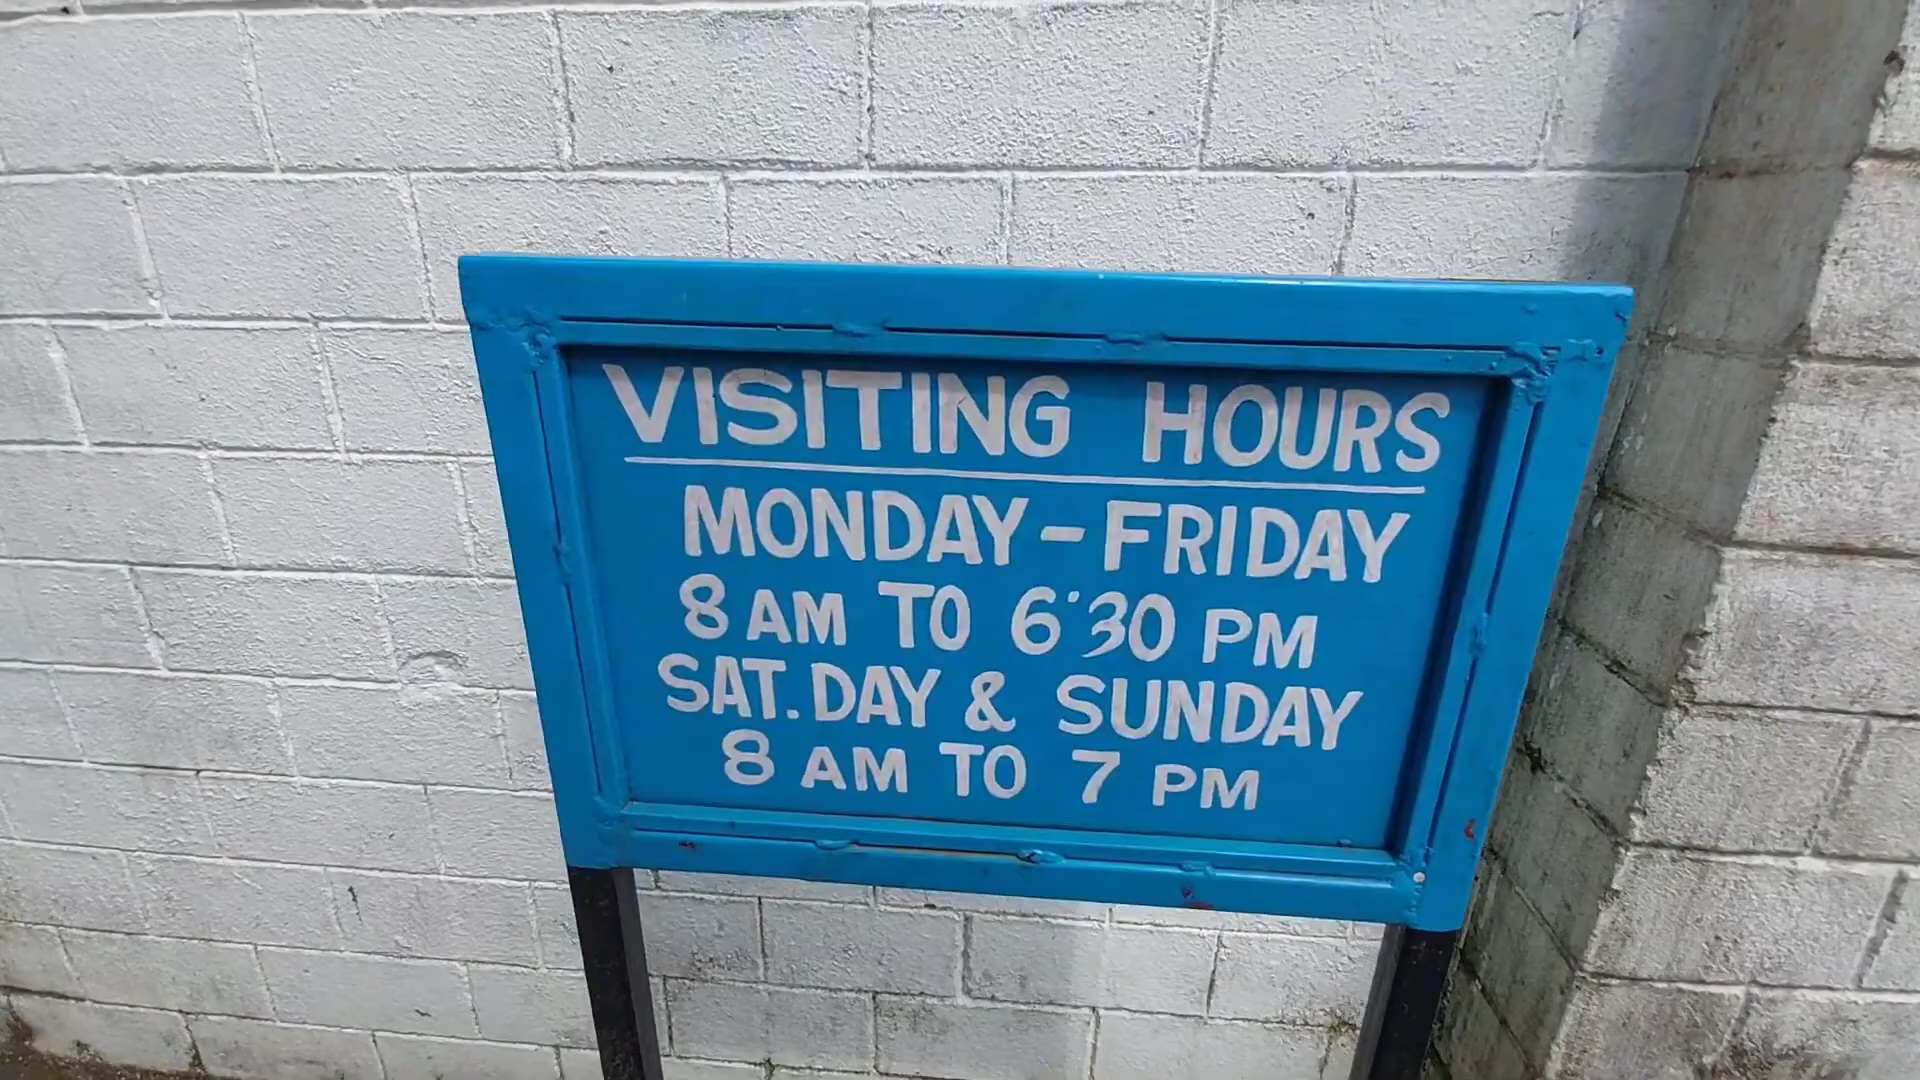 VISITING HOURS
MONDAY - FRIDAY
8 AM TO 6:30 PM
SAT.DAY & SUNDAY
8 AM TO 7 PM